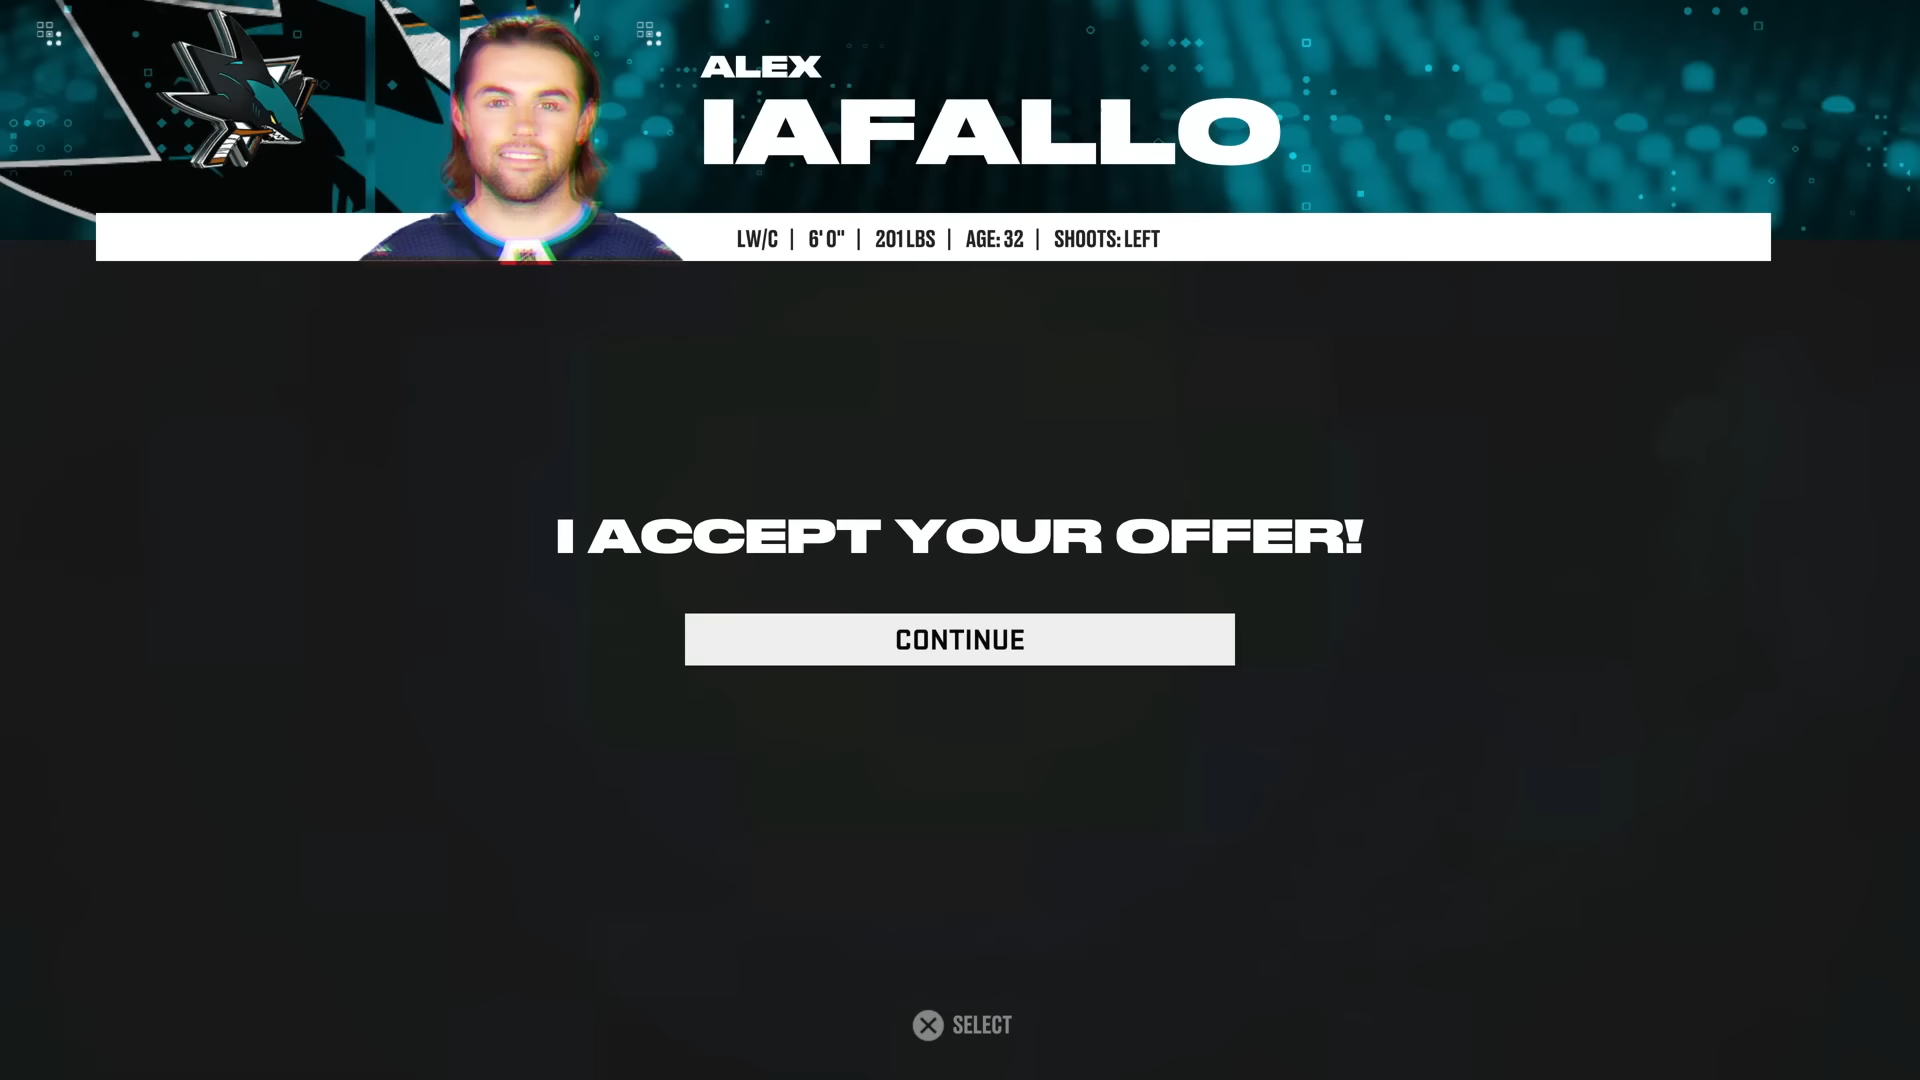 ALEX
IAFALLO
LW/C | 6' 0" | 201 LBS | AGE: 32 | SHOOTS: LEFT
I ACCEPT YOUR OFFER!
CONTINUE
SELECT